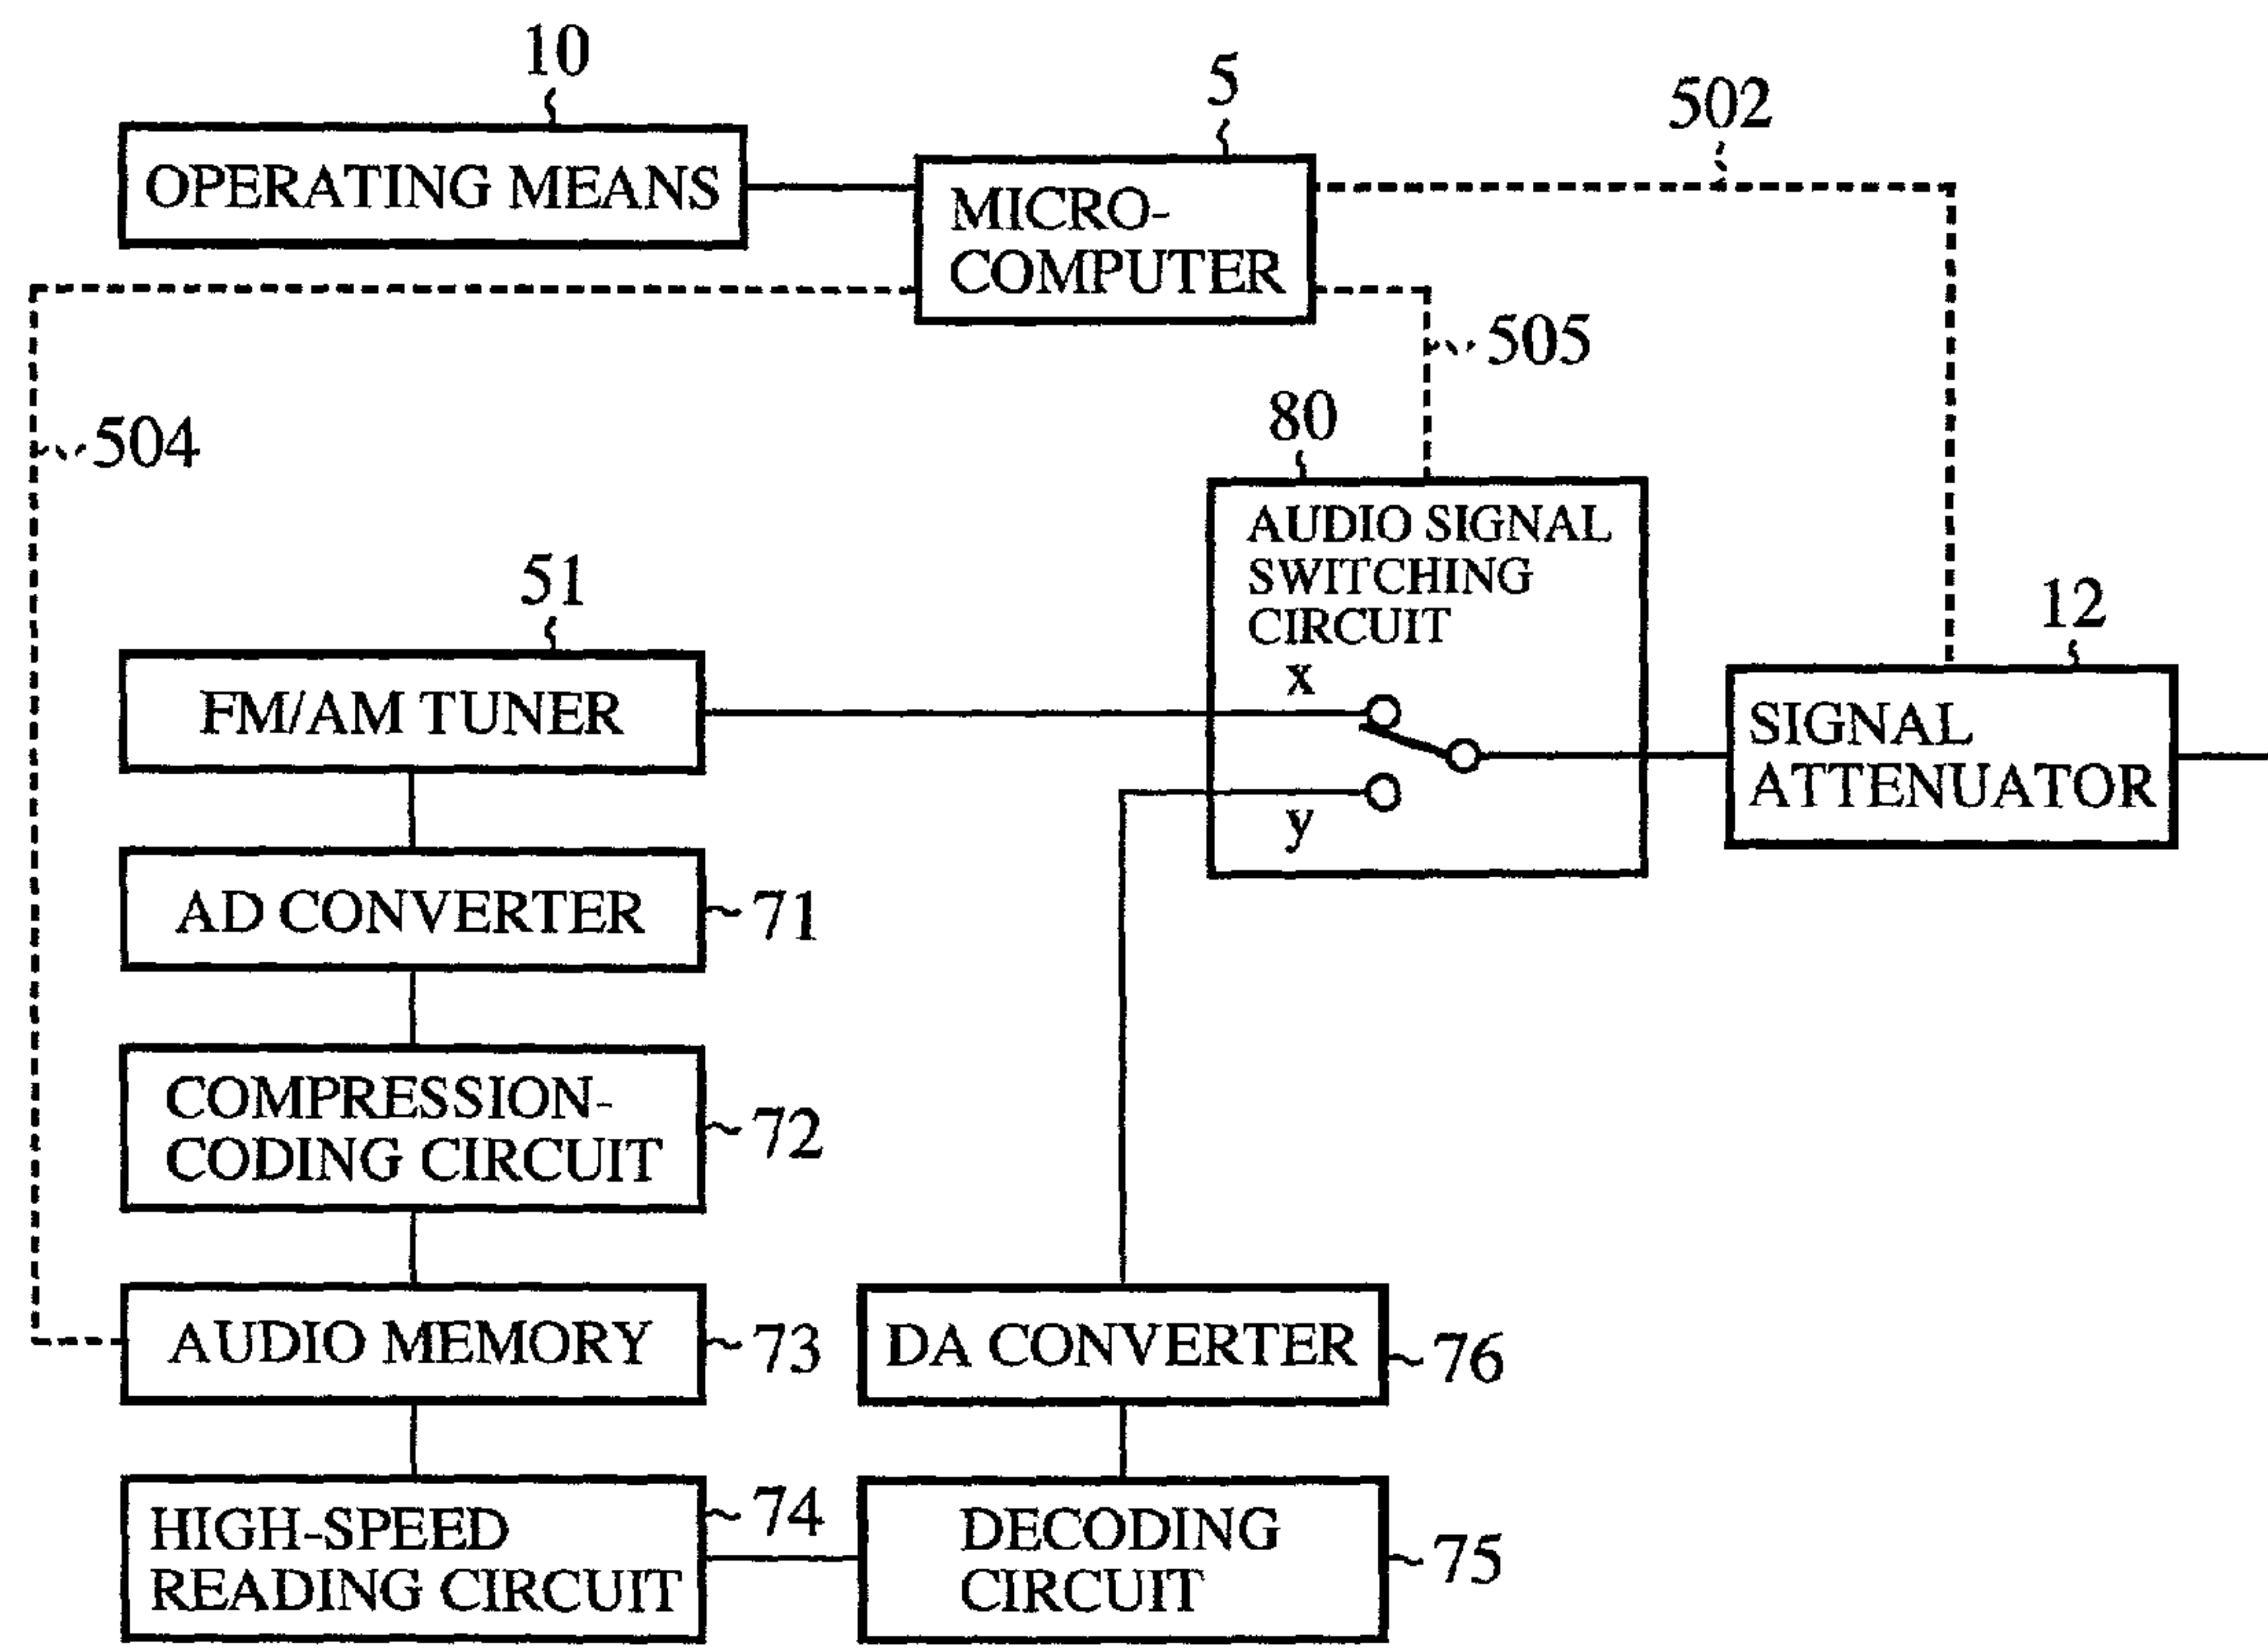 10
OPERATING MEANS
5
MICRO-
COMPUTER
502
505
504
80
AUDIO SIGNAL
SWITCHING
CIRCUIT
x
y
12
SIGNAL
ATTENUATOR
51
FM/AM TUNER
AD CONVERTER
71
COMPRESSION-
CODING CIRCUIT
72
AUDIO MEMORY
73
DA CONVERTER
76
HIGH-SPEED
READING CIRCUIT
74
DECODING
CIRCUIT
75